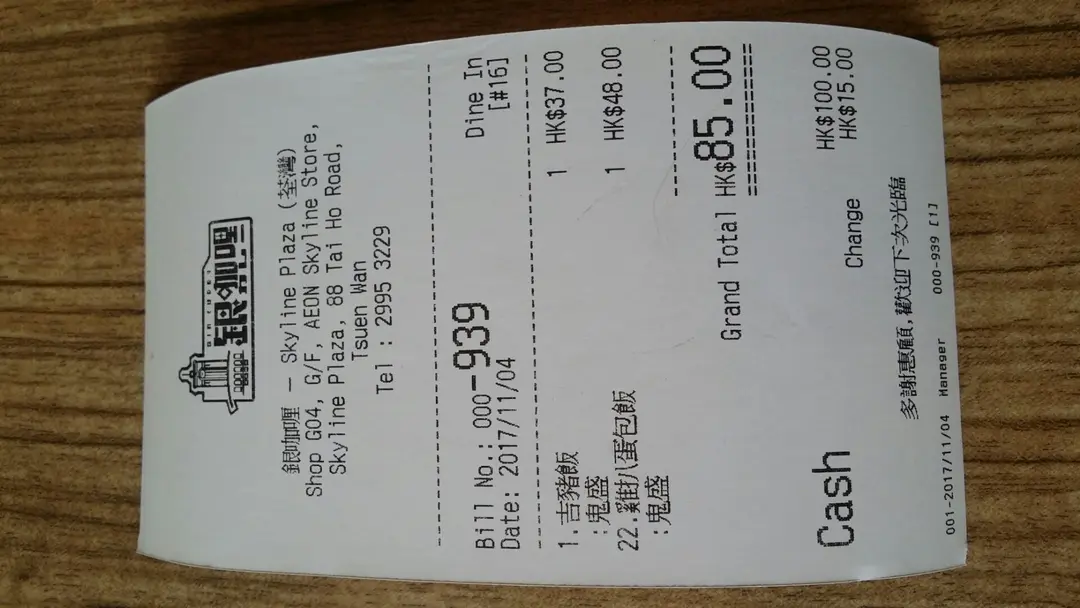 銀咖喱
銀咖喱 — Skyline Plaza (荃灣)
Shop G04, G/F, AEON Skyline Store,
Skyline Plaza, 88 Tai Ho Road,
Tsuen Wan
Tel : 2995 3229
Dine In
Bill No.: 000-939 [#16]
Date: 2017/11/04
1.吉豬飯 1 HK$37.00
:鬼盛
22.雞扒蛋包飯 1 HK$48.00
:鬼盛
Grand Total HK$85.00
Cash HK$100.00
Change HK$15.00
多謝惠顧,歡迎下次光臨
001-2017/11/04 Manager 000-939 [1]